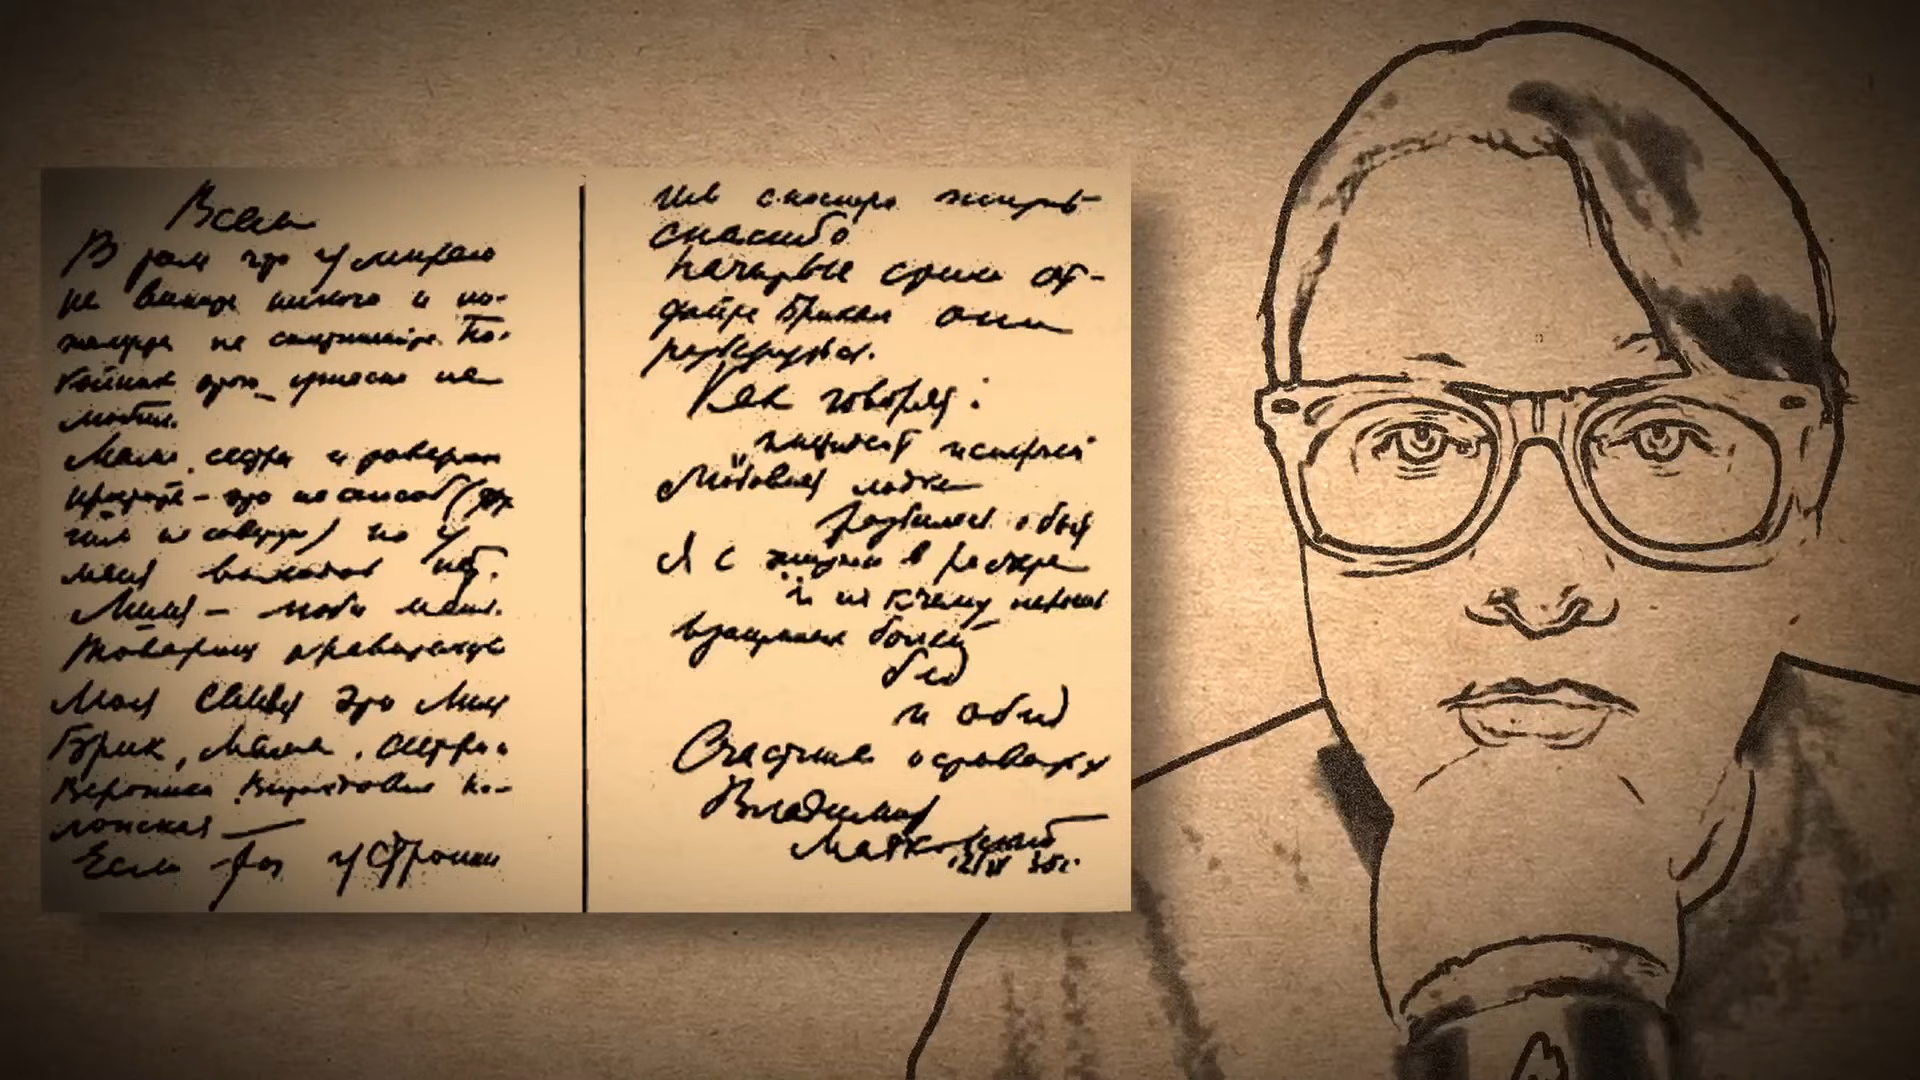 Всем
В том что умираю
не вините никого и по-
жалуйста не сплетничайте. По-
койник этого ужасно не
любил.
Мама, сестры и товарищи
простите - это не способ (дру
гим не советую) но у
меня выходов нет.
Лиля - люби меня.
Товарищ правительство
Моя семья это Лиля
Брик, мама, сестры и
Вероника Витольдовна По-
лонская
Если ты устроишь
им сносную жизнь
спасибо
Начатые стихи от-
дайте Брикам они
разберутся.
Как говорят:
"инцидент исперчен"
Любовная лодка
разбилась о быт
Я с жизнью в расчете
и не к чему перечень
взаимных болей
бед
и обид
Счастливо оставаться
Владимир
Маяковский
12/IV 30 г.